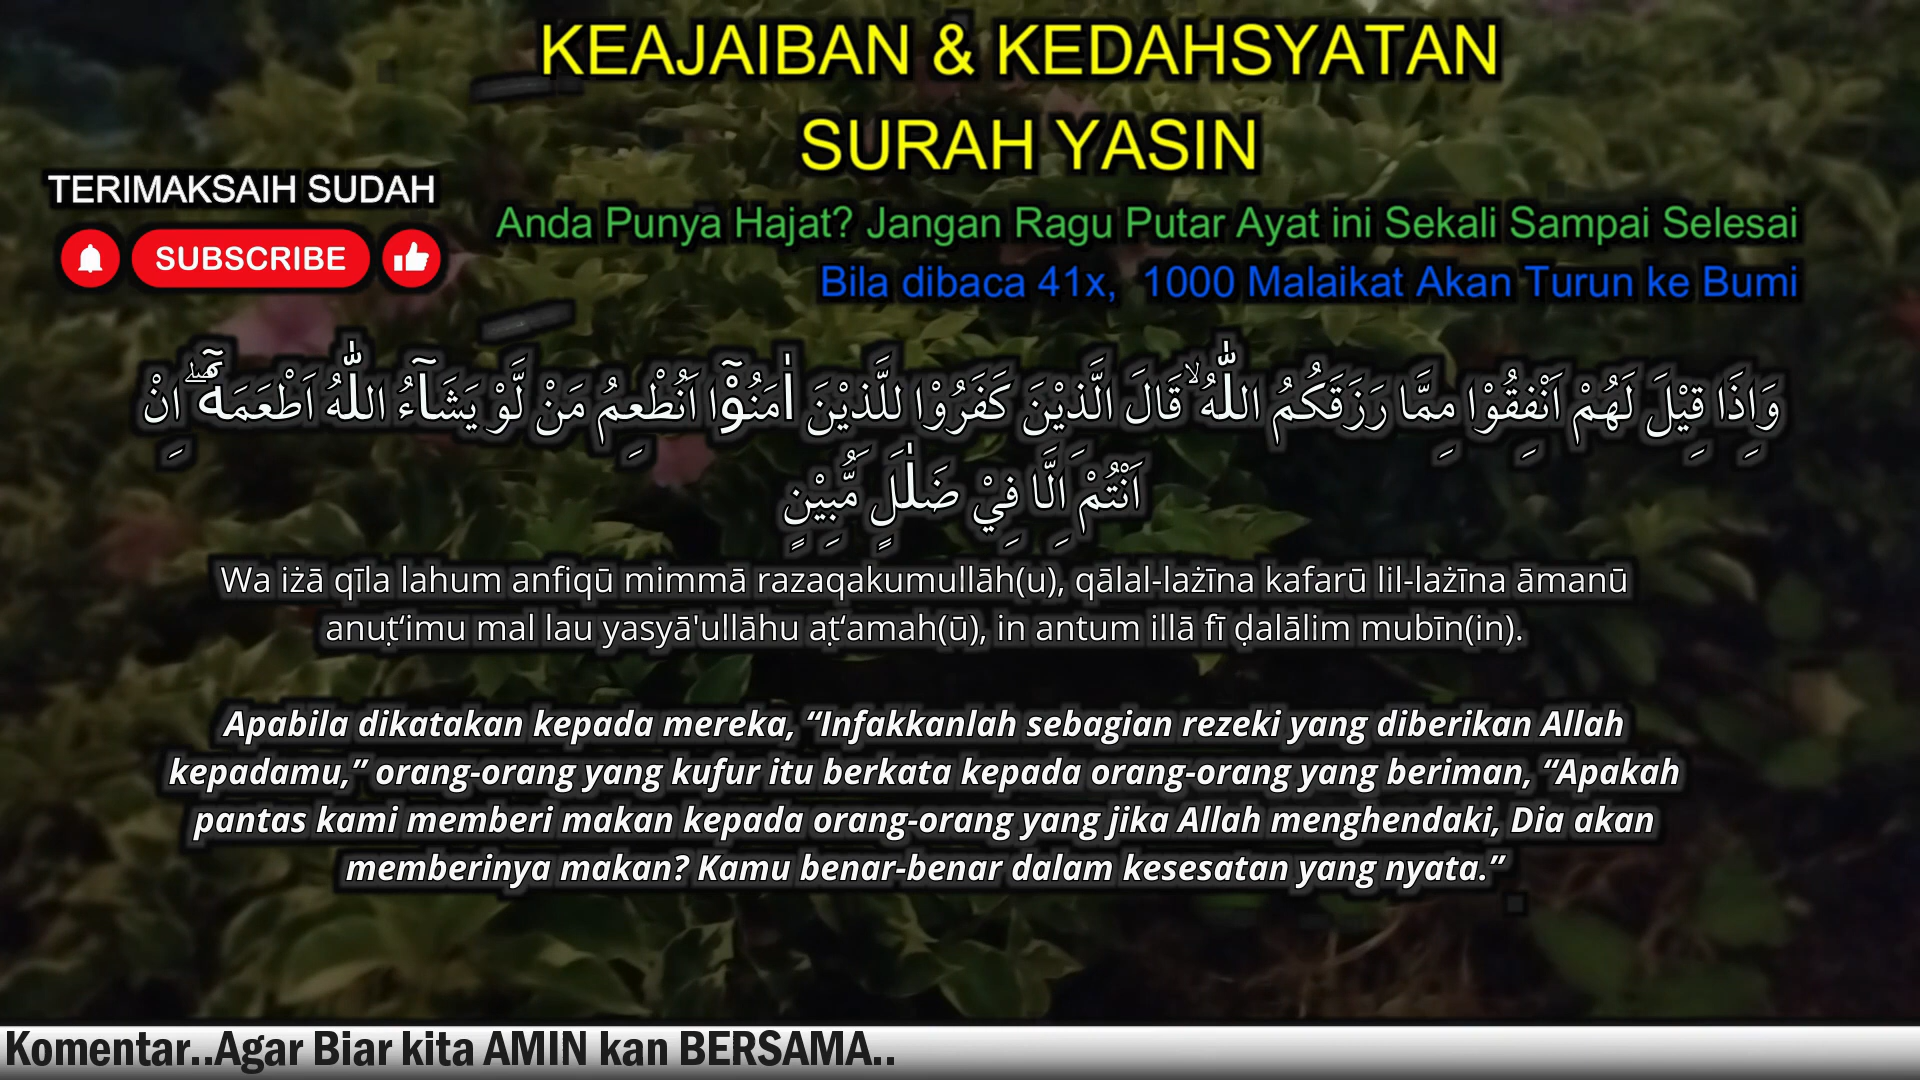 KEAJAIBAN & KEDAHSYATAN
SURAH YASIN
TERIMAKSAIH SUDAH
SUBSCRIBE
Anda Punya Hajat? Jangan Ragu Putar Ayat ini Sekali Sampai Selesai
Bila dibaca 41x, 1000 Malaikat Akan Turun ke Bumi
وَاِذَا قِيْلَ لَهُمْ اَنْفِقُوْا مِمَّا رَزَقَكُمُ اللّٰهُ ۙقَالَ الَّذِيْنَ كَفَرُوْا لِلَّذِيْنَ اٰمَنُوْٓا اَنُطْعِمُ مَنْ لَّوْ يَشَاۤءُ اللّٰهُ اَطْعَمَهٗٓ ۖاِنْ
اَنْتُمْ اِلَّا فِيْ ضَلٰلٍ مُّبِيْنٍ
Wa iżā qīla lahum anfiqū mimmā razaqakumullāh(u), qālal-lażīna kafarū lil-lażīna āmanū
anuṭ‘imu mal lau yasyā'ullāhu aṭ‘amah(ū), in antum illā fī ḍalālim mubīn(in).
Apabila dikatakan kepada mereka, “Infakkanlah sebagian rezeki yang diberikan Allah
kepadamu,” orang-orang yang kufur itu berkata kepada orang-orang yang beriman, “Apakah
pantas kami memberi makan kepada orang-orang yang jika Allah menghendaki, Dia akan
memberinya makan? Kamu benar-benar dalam kesesatan yang nyata.”
Komentar..Agar Biar kita AMIN kan BERSAMA..